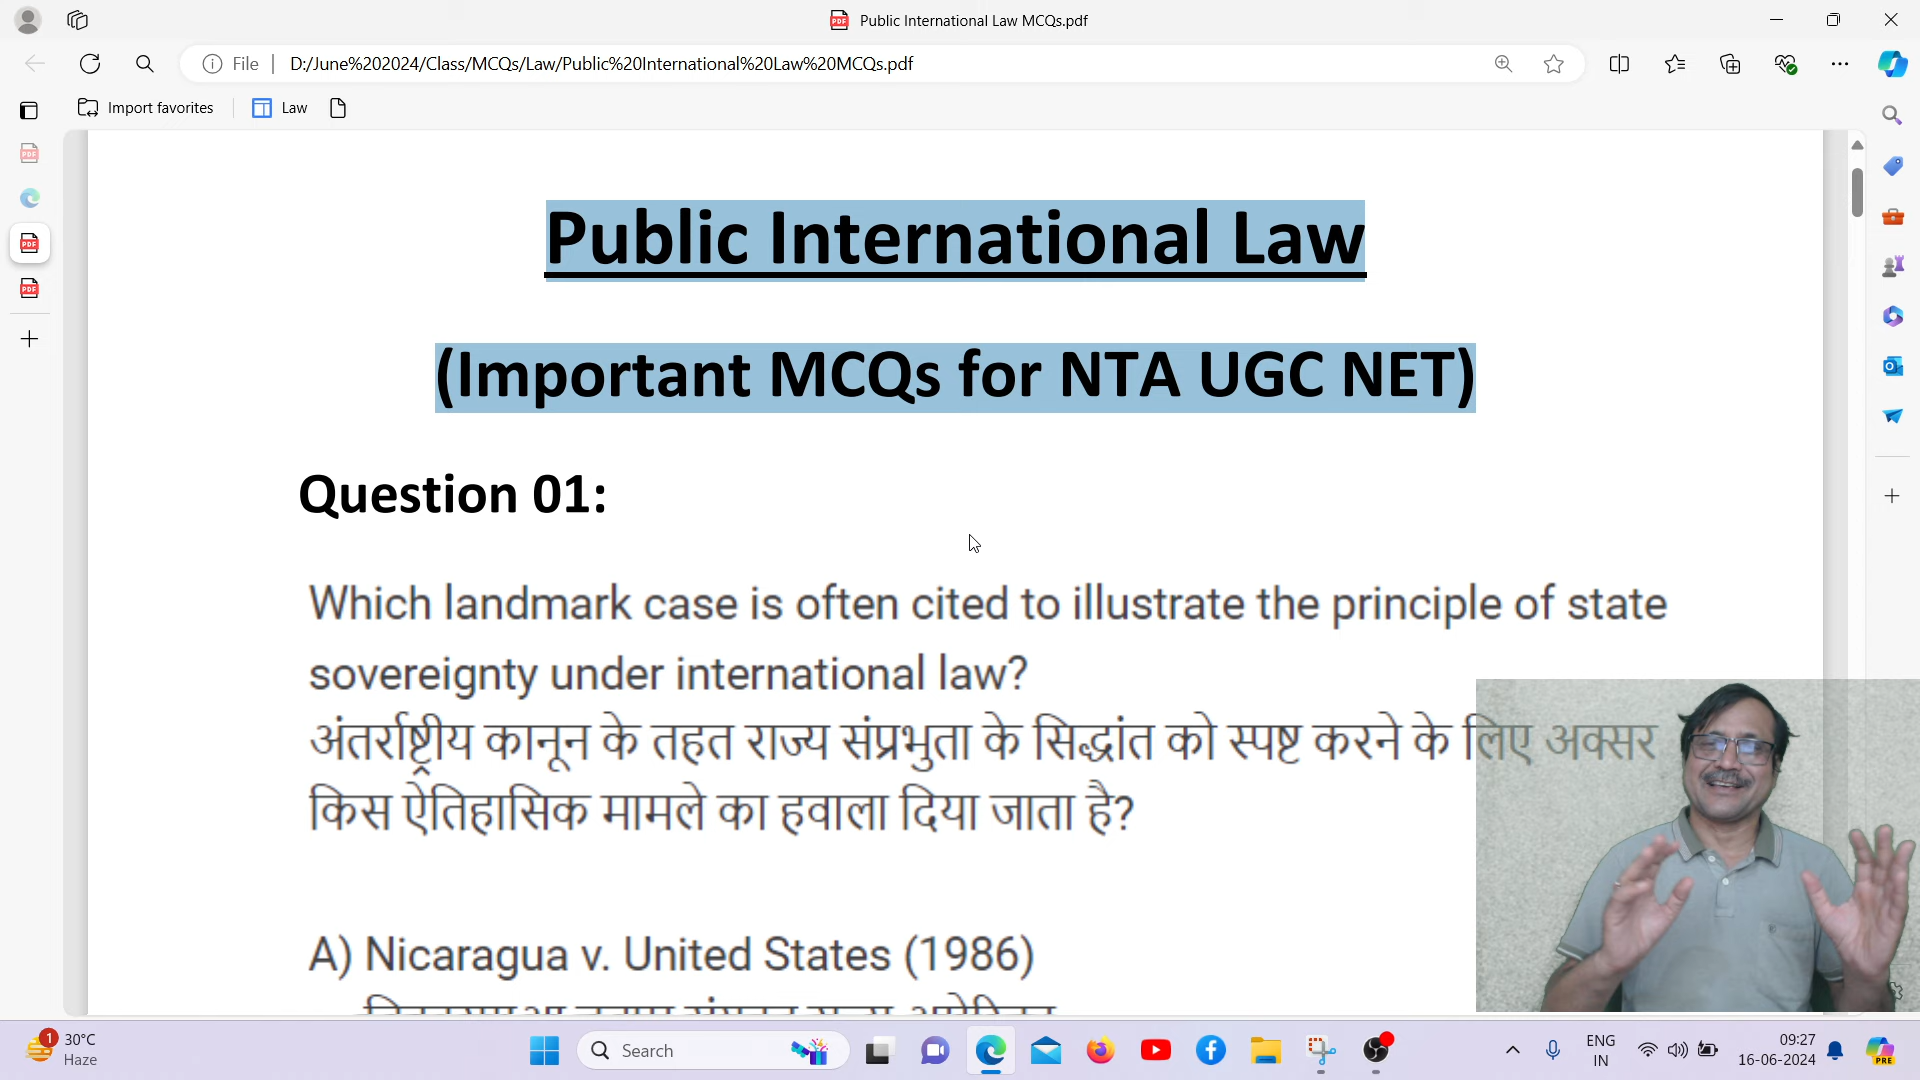 Public International Law MCQs.pdf
File
D:/June%202024/Class/MCQs/Law/Public%20International%20Law%20MCQs.pdf
Import favorites
Law
Public International Law
(Important MCQs for NTA UGC NET)
Question 01:
Which landmark case is often cited to illustrate the principle of state
sovereignty under international law?
अंतर्राष्ट्रीय कानून के तहत राज्य संप्रभुता के सिद्धांत को स्पष्ट करने के लिए अक्सर
किस ऐतिहासिक मामले का हवाला दिया जाता है?
A) Nicaragua v. United States (1986)
1
30°C
Haze
Search
ENG
IN
09:27
16-06-2024
PRE